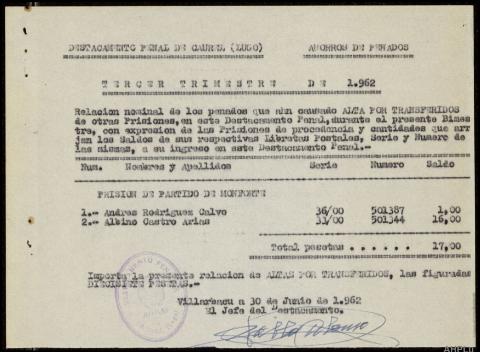 DESTACAMENTO PENAL DE CAUREL (LUGO) AHORROS DE PENADOS
TERCER TRIMESTRE DE 1.962
Relacion nominal de los penados que han causado ALTA POR TRANSFERIDOS
de otras Prisiones, en este Destacamento Penal, durante el presente Bimes
tre, con expresion de las Prisiones de procedencia y cantidades que arr
jan los Saldos de sus respectivas Libretas Postales, Serie y Numero de
las mismas, a su ingreso en este Destacamento Penal.-
Num. Nombres y Apellidos Serie Numero Saldo
PRISION DE PARTIDO DE MONFORTE
1.- Andres Rodriguez Calvo 36/00 501387 1,00
2.- Albino Castro Arias 33/00 501344 16,00
Total pesetas . . . . . . 17,00
Importa la presente relacion de ALTAS POR TRANSFERIDOS, las figuradas
DIECISIETE PESETAS.-
Villarbacu a 30 de Junio de 1.962
El Jefe del Destacamento.
AHPLU